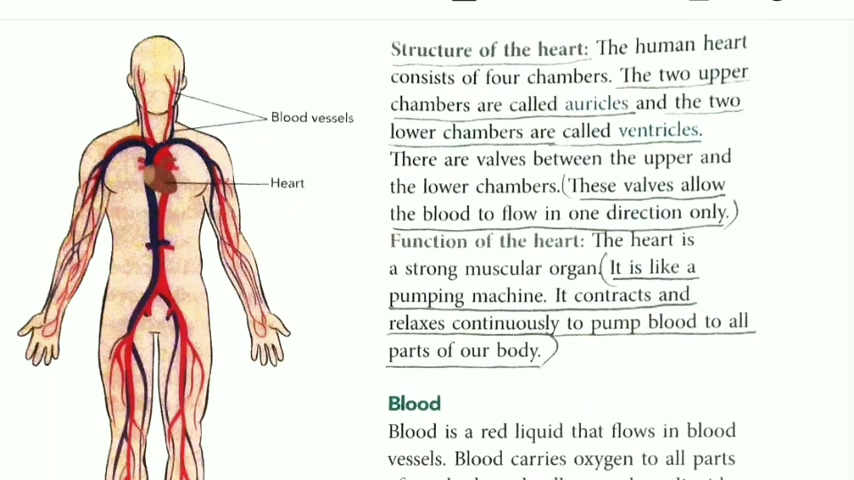 Blood vessels
Heart
Structure of the heart: The human heart
consists of four chambers. The two upper
chambers are called auricles and the two
lower chambers are called ventricles.
There are valves between the upper and
the lower chambers. (These valves allow
the blood to flow in one direction only.)
Function of the heart: The heart is
a strong muscular organ. (It is like a
pumping machine. It contracts and
relaxes continuously to pump blood to all
parts of our body.)
Blood
Blood is a red liquid that flows in blood
vessels. Blood carries oxygen to all parts